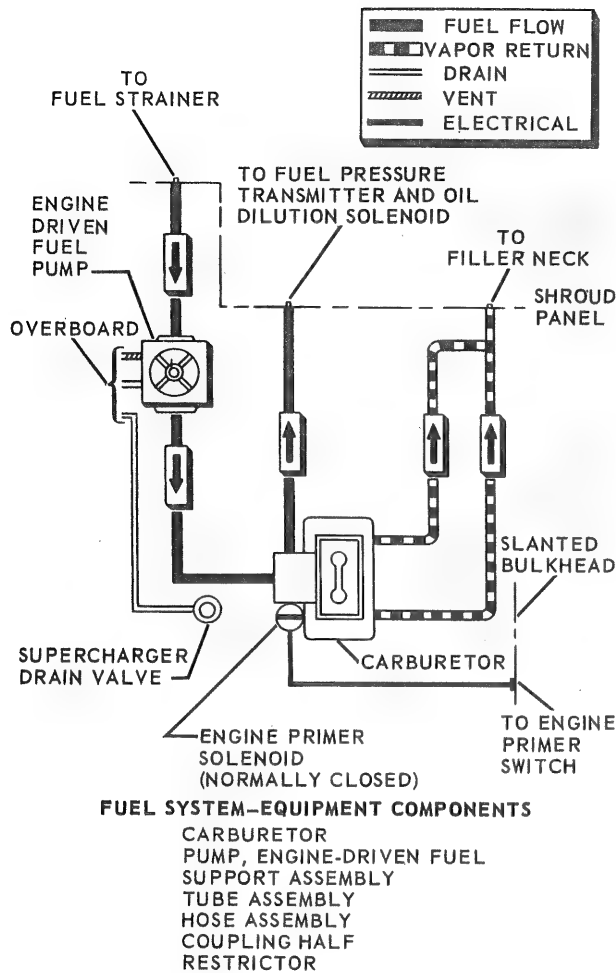 FUEL FLOW
VAPOR RETURN
DRAIN
VENT
ELECTRICAL
TO
FUEL STRAINER
TO FUEL PRESSURE
TRANSMITTER AND OIL
DILUTION SOLENOID
ENGINE
DRIVEN
FUEL
PUMP
TO
FILLER NECK
SHROUD
PANEL
OVERBOARD
SLANTED
BULKHEAD
SUPERCHARGER
DRAIN VALVE
CARBURETOR
TO ENGINE
PRIMER
SWITCH
ENGINE PRIMER
SOLENOID
(NORMALLY CLOSED)
FUEL SYSTEM–EQUIPMENT COMPONENTS
CARBURETOR
PUMP, ENGINE-DRIVEN FUEL
SUPPORT ASSEMBLY
TUBE ASSEMBLY
HOSE ASSEMBLY
COUPLING HALF
RESTRICTOR